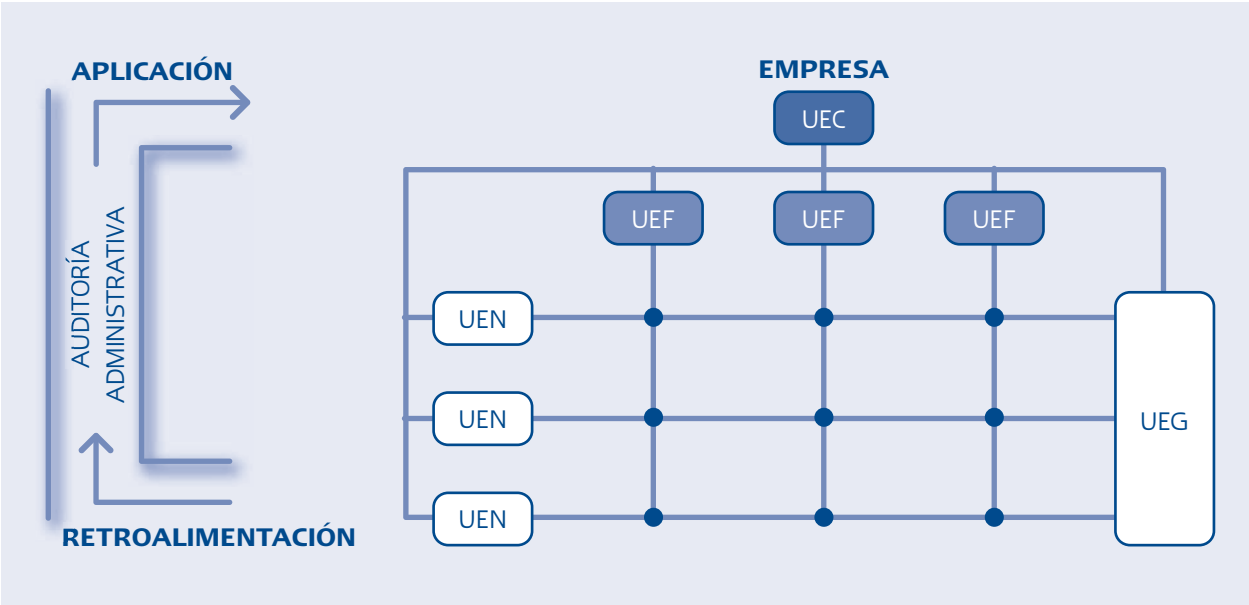 APLICACIÓN
AUDITORÍA
ADMINISTRATIVA
RETROALIMENTACIÓN
EMPRESA
UEC
UEF
UEF
UEF
UEN
UEN
UEN
UEG